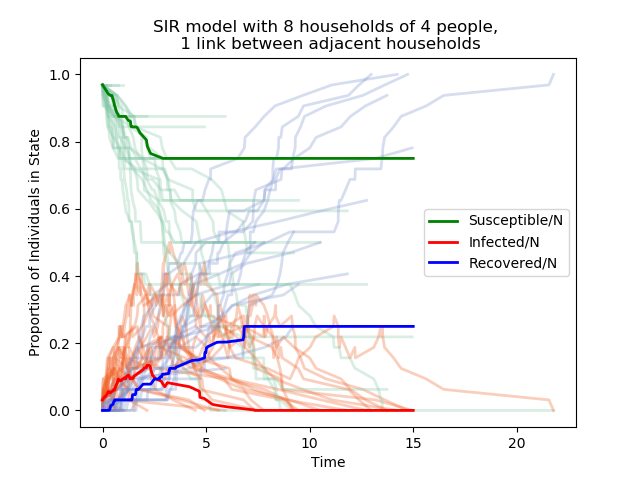 SIR model with 8 households of 4 people,
1 link between adjacent households
Proportion of Individuals in State
1.0
0.8
0.6
0.4
0.2
0.0
Susceptible/N
Infected/N
Recovered/N
0
5
10
15
20
Time